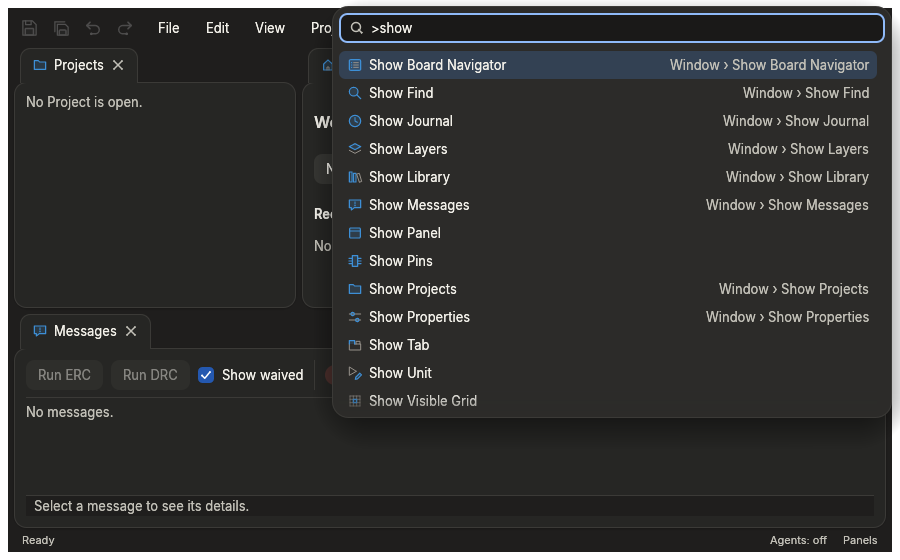 File Edit View
>show
Projects
Show Board Navigator Window › Show Board Navigator
No Project is open.
Show Find Window › Show Find
Show Journal Window › Show Journal
Show Layers Window › Show Layers
Show Library Window › Show Library
Show Messages Window › Show Messages
Show Panel
Show Pins
Show Projects Window › Show Projects
Show Properties Window › Show Properties
Show Tab
Show Unit
Show Visible Grid
Messages
Run ERC Run DRC Show waived
No messages.
Select a message to see its details.
Ready Agents: off Panels